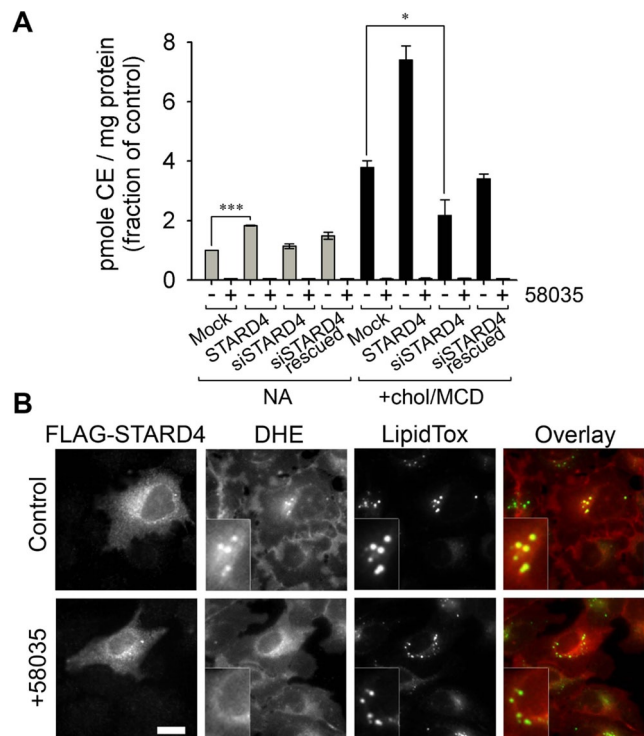 A
pmole CE / mg protein
(fraction of control)
8
6
4
2
0
***
*
- + - + - + - + - + - + - + - + 58035
Mock
STARD4
siSTARD4
siSTARD4
rescued
Mock
STARD4
siSTARD4
siSTARD4
rescued
NA
+chol/MCD
B
FLAG-STARD4 DHE LipidTox Overlay
Control
+58035